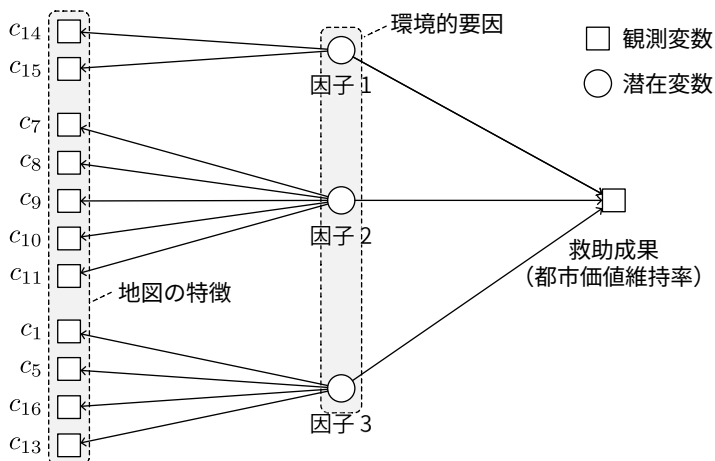 c14
c15
c7
c8
c9
c10
c11
c1
c5
c16
c13
地図の特徴
環境的要因
因子 1
因子 2
因子 3
観測変数
潜在変数
救助成果
（都市価値維持率）